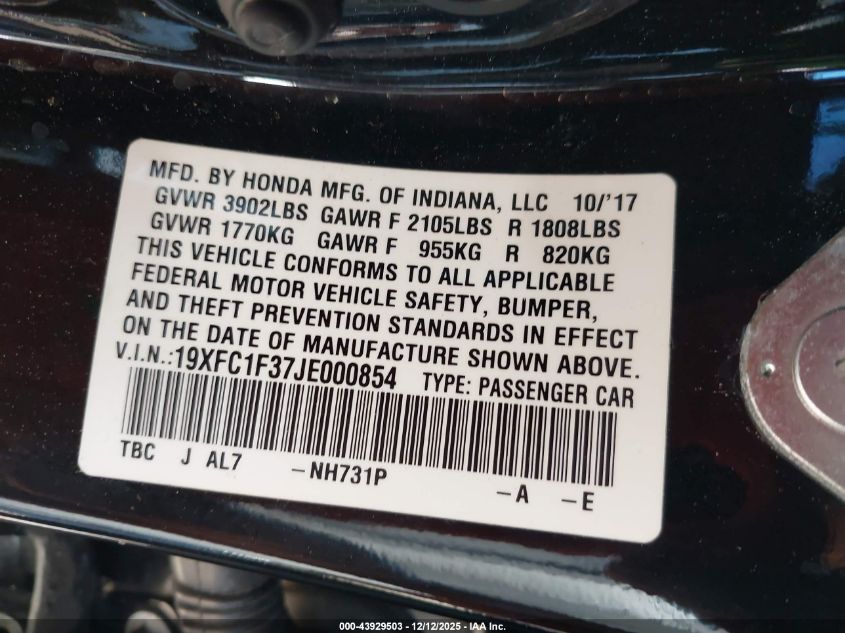 MFD. BY HONDA MFG. OF INDIANA, LLC 10/'17
GVWR 3902LBS GAWR F 2105LBS R 1808LBS
GVWR 1770KG GAWR F 955KG R 820KG
THIS VEHICLE CONFORMS TO ALL APPLICABLE
FEDERAL MOTOR VEHICLE SAFETY, BUMPER,
AND THEFT PREVENTION STANDARDS IN EFFECT
ON THE DATE OF MANUFACTURE SHOWN ABOVE.
V.I.N.:19XFC1F37JE000854 TYPE: PASSENGER CAR
TBC J AL7 -NH731P -A -E
000-43929503 - 12/12/2025 - IAA Inc.